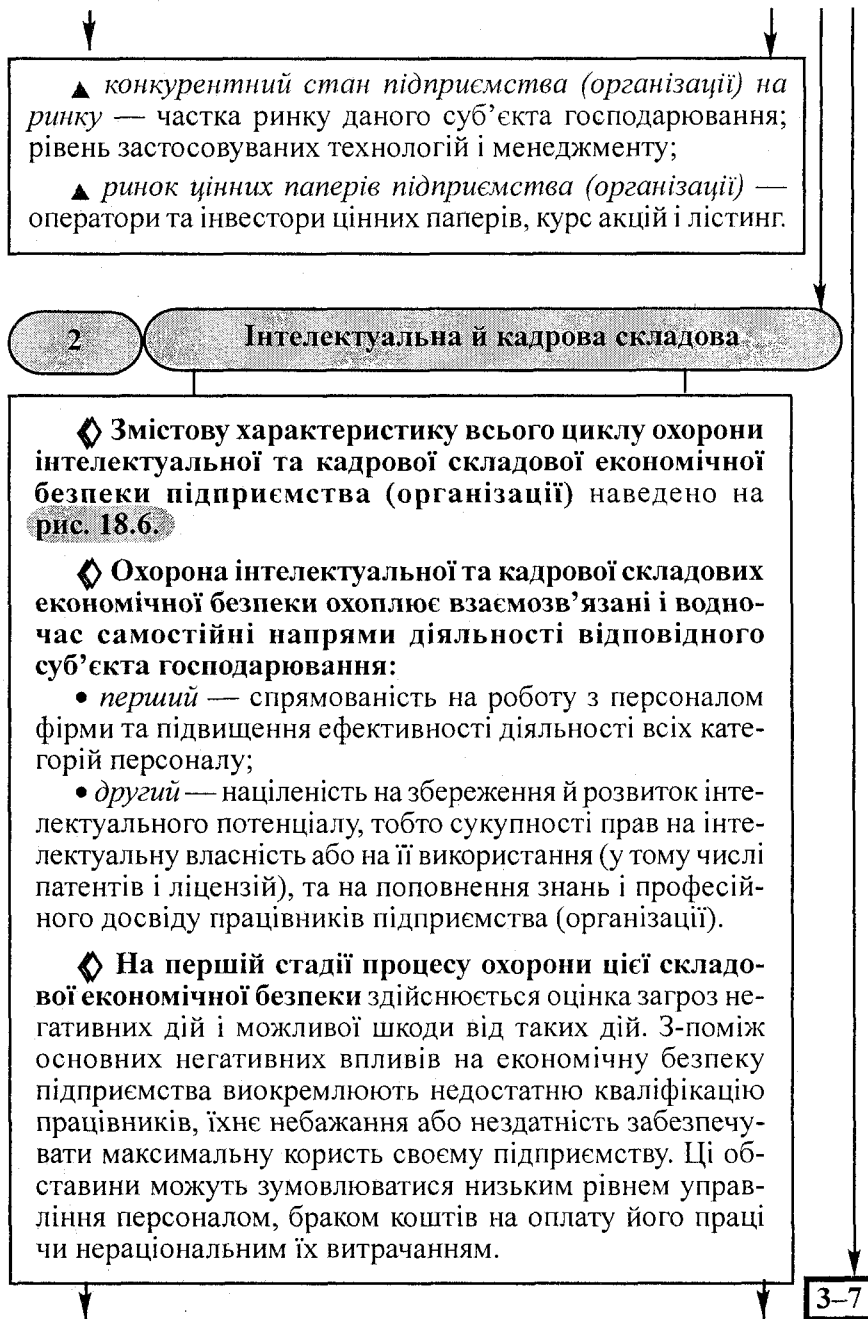 ▲ конкурентний стан підприємства (організації) на
ринку — частка ринку даного суб’єкта господарювання;
рівень застосовуваних технологій і менеджменту;
▲ ринок цінних паперів підприємства (організації) —
оператори та інвестори цінних паперів, курс акцій і лістинг.
2 Інтелектуальна й кадрова складова
Змістову характеристику всього циклу охорони
інтелектуальної та кадрової складової економічної
безпеки підприємства (організації) наведено на
рис. 18.6.
Охорона інтелектуальної та кадрової складових
економічної безпеки охоплює взаємозв’язані і водно-
час самостійні напрями діяльності відповідного
суб’єкта господарювання:
• перший — спрямованість на роботу з персоналом
фірми та підвищення ефективності діяльності всіх кате-
горій персоналу;
• другий — націленість на збереження й розвиток інте-
лектуального потенціалу, тобто сукупності прав на інте-
лектуальну власність або на її використання (у тому числі
патентів і ліцензій), та на поповнення знань і професій-
ного досвіду працівників підприємства (організації).
На першій стадії процесу охорони цієї складо-
вої економічної безпеки здійснюється оцінка загроз не-
гативних дій і можливої шкоди від таких дій. З-поміж
основних негативних впливів на економічну безпеку
підприємства виокремлюють недостатню кваліфікацію
працівників, їхнє небажання або нездатність забезпечу-
вати максимальну користь своєму підприємству. Ці об-
ставини можуть зумовлюватися низьким рівнем управ-
ління персоналом, браком коштів на оплату його праці
чи нераціональним їх витрачанням.
3–7